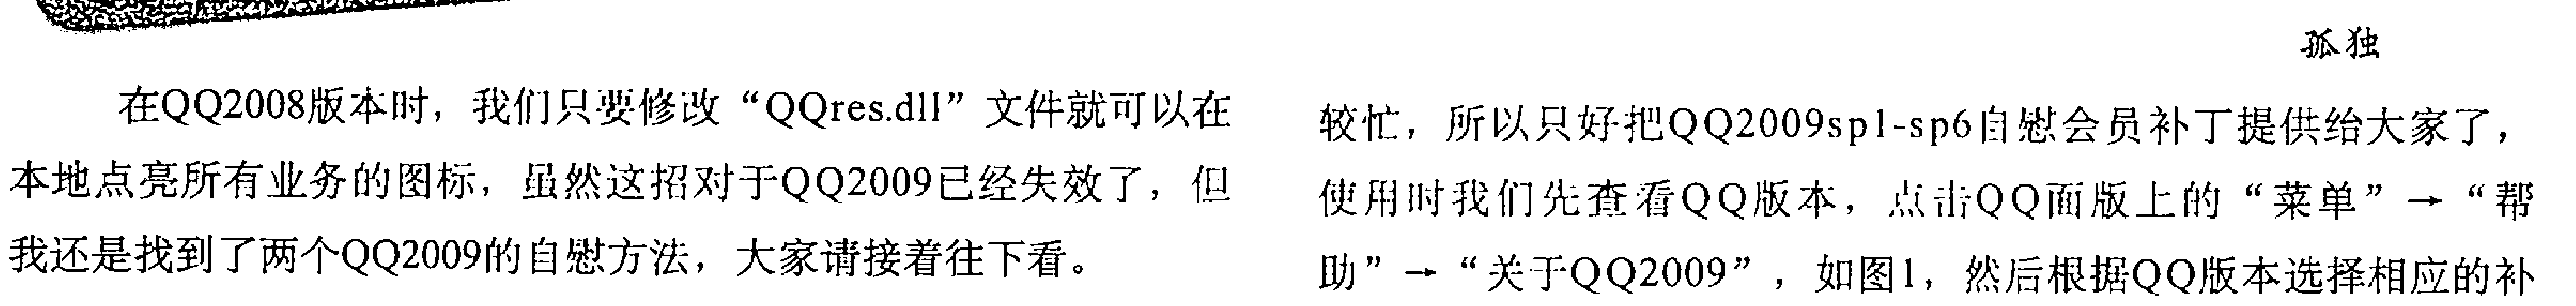 孤独
在QQ2008版本时，我们只要修改“QQres.dll”文件就可以在
本地点亮所有业务的图标，虽然这招对于QQ2009已经失效了，但
我还是找到了两个QQ2009的自慰方法，大家请接着往下看。
较忙，所以只好把QQ2009sp1-sp6自慰会员补丁提供给大家了，
使用时我们先查看QQ版本，点击QQ面版上的“菜单”→“帮
助”→“关于QQ2009”，如图1，然后根据QQ版本选择相应的补